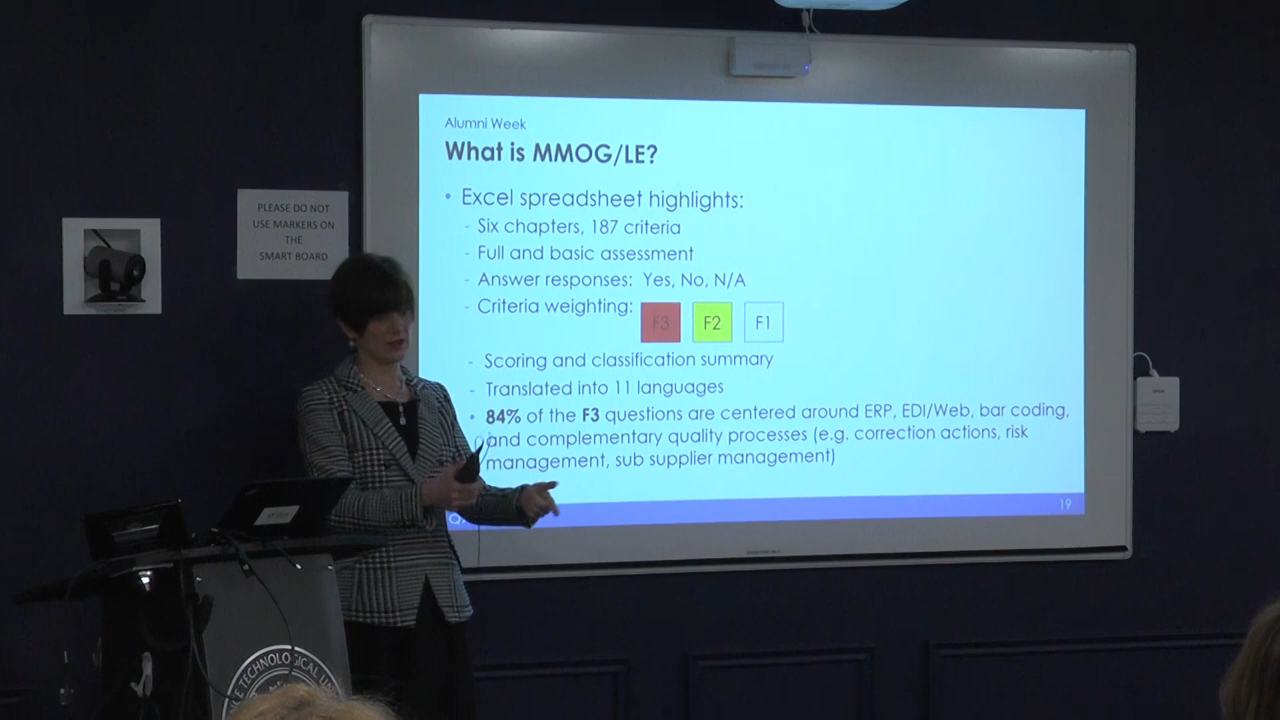 PLEASE DO NOT
USE MARKERS ON
THE
SMART BOARD
Alumni Week
What is MMOG/LE?
• Excel spreadsheet highlights:
- Six chapters, 187 criteria
- Full and basic assessment
- Answer responses: Yes, No, N/A
- Criteria weighting: F3 F2 F1
- Scoring and classification summary
- Translated into 11 languages
• 84% of the F3 questions are centered around ERP, EDI/Web, bar coding,
and complementary quality processes (e.g. correction actions, risk
management, sub supplier management)
19
TECHNOLOGICAL